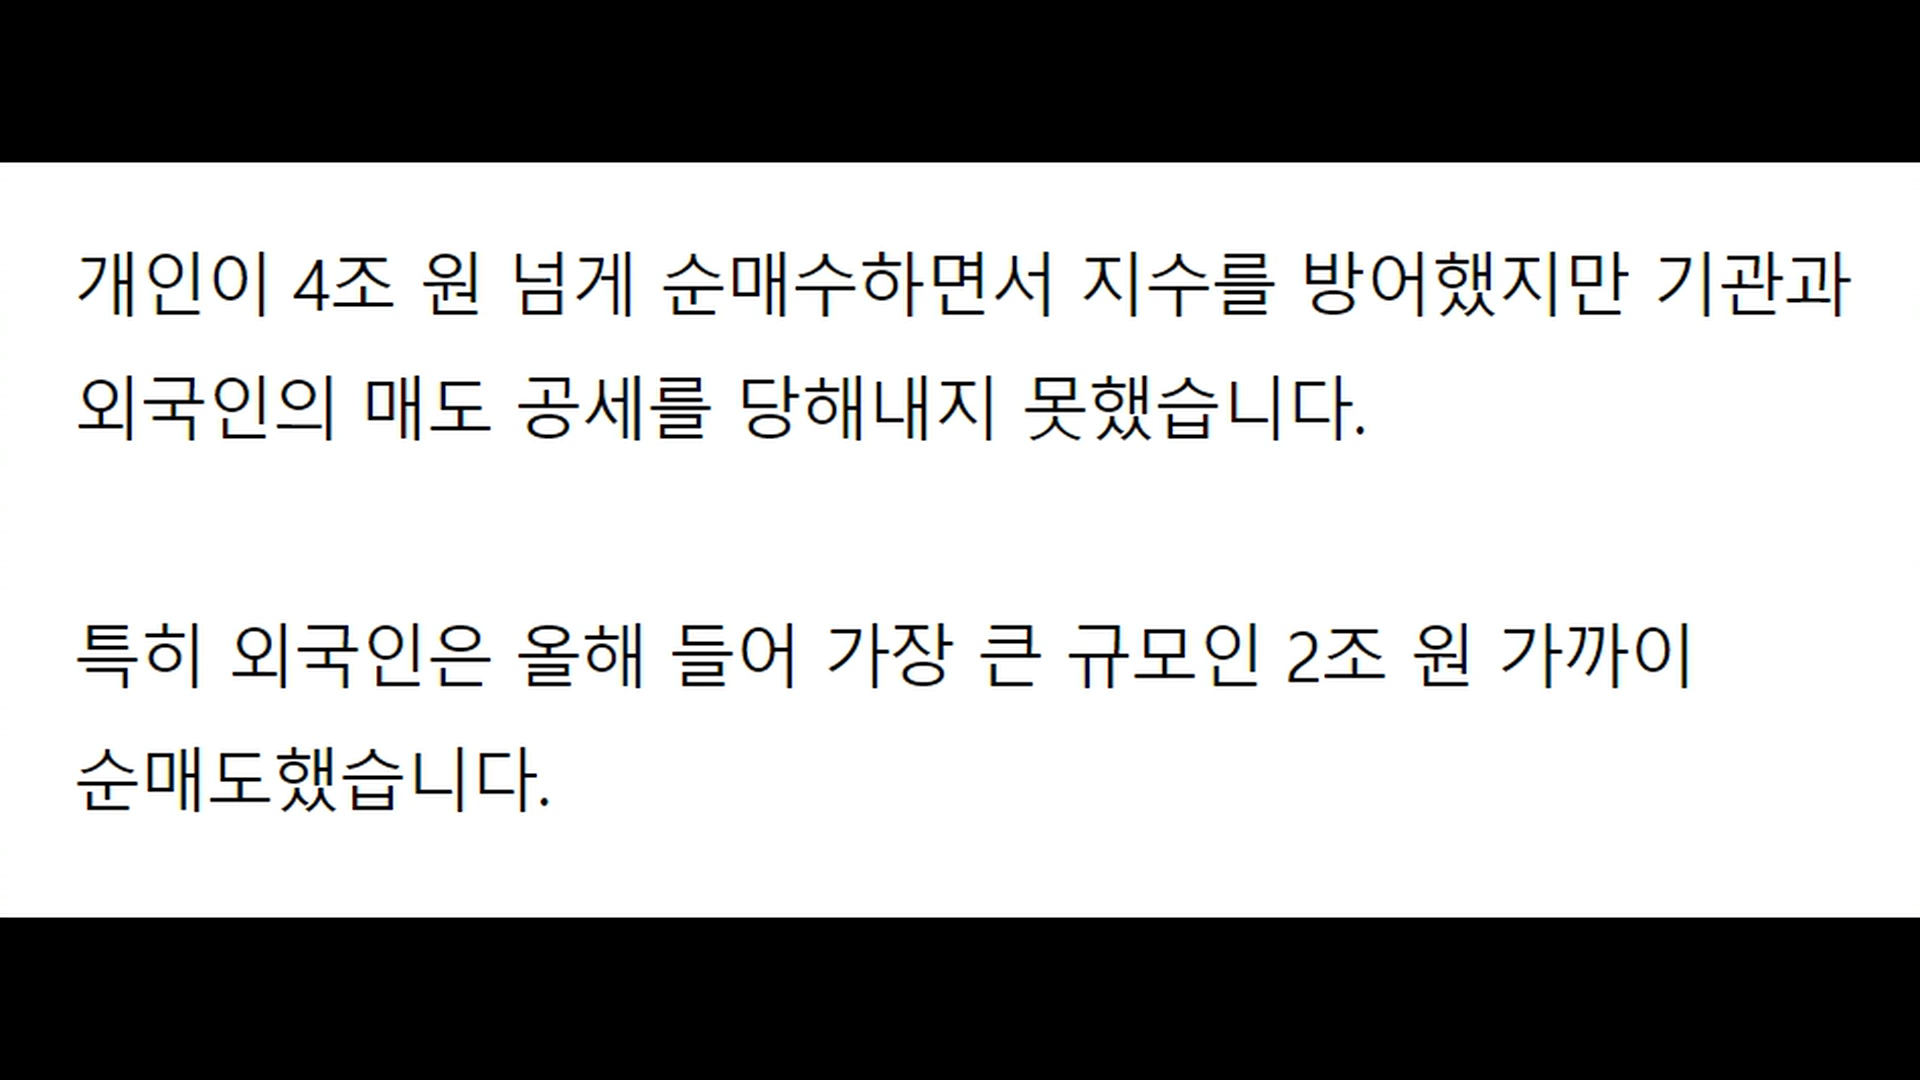 개인이 4조 원 넘게 순매수하면서 지수를 방어했지만 기관과
외국인의 매도 공세를 당해내지 못했습니다.
특히 외국인은 올해 들어 가장 큰 규모인 2조 원 가까이
순매도했습니다.